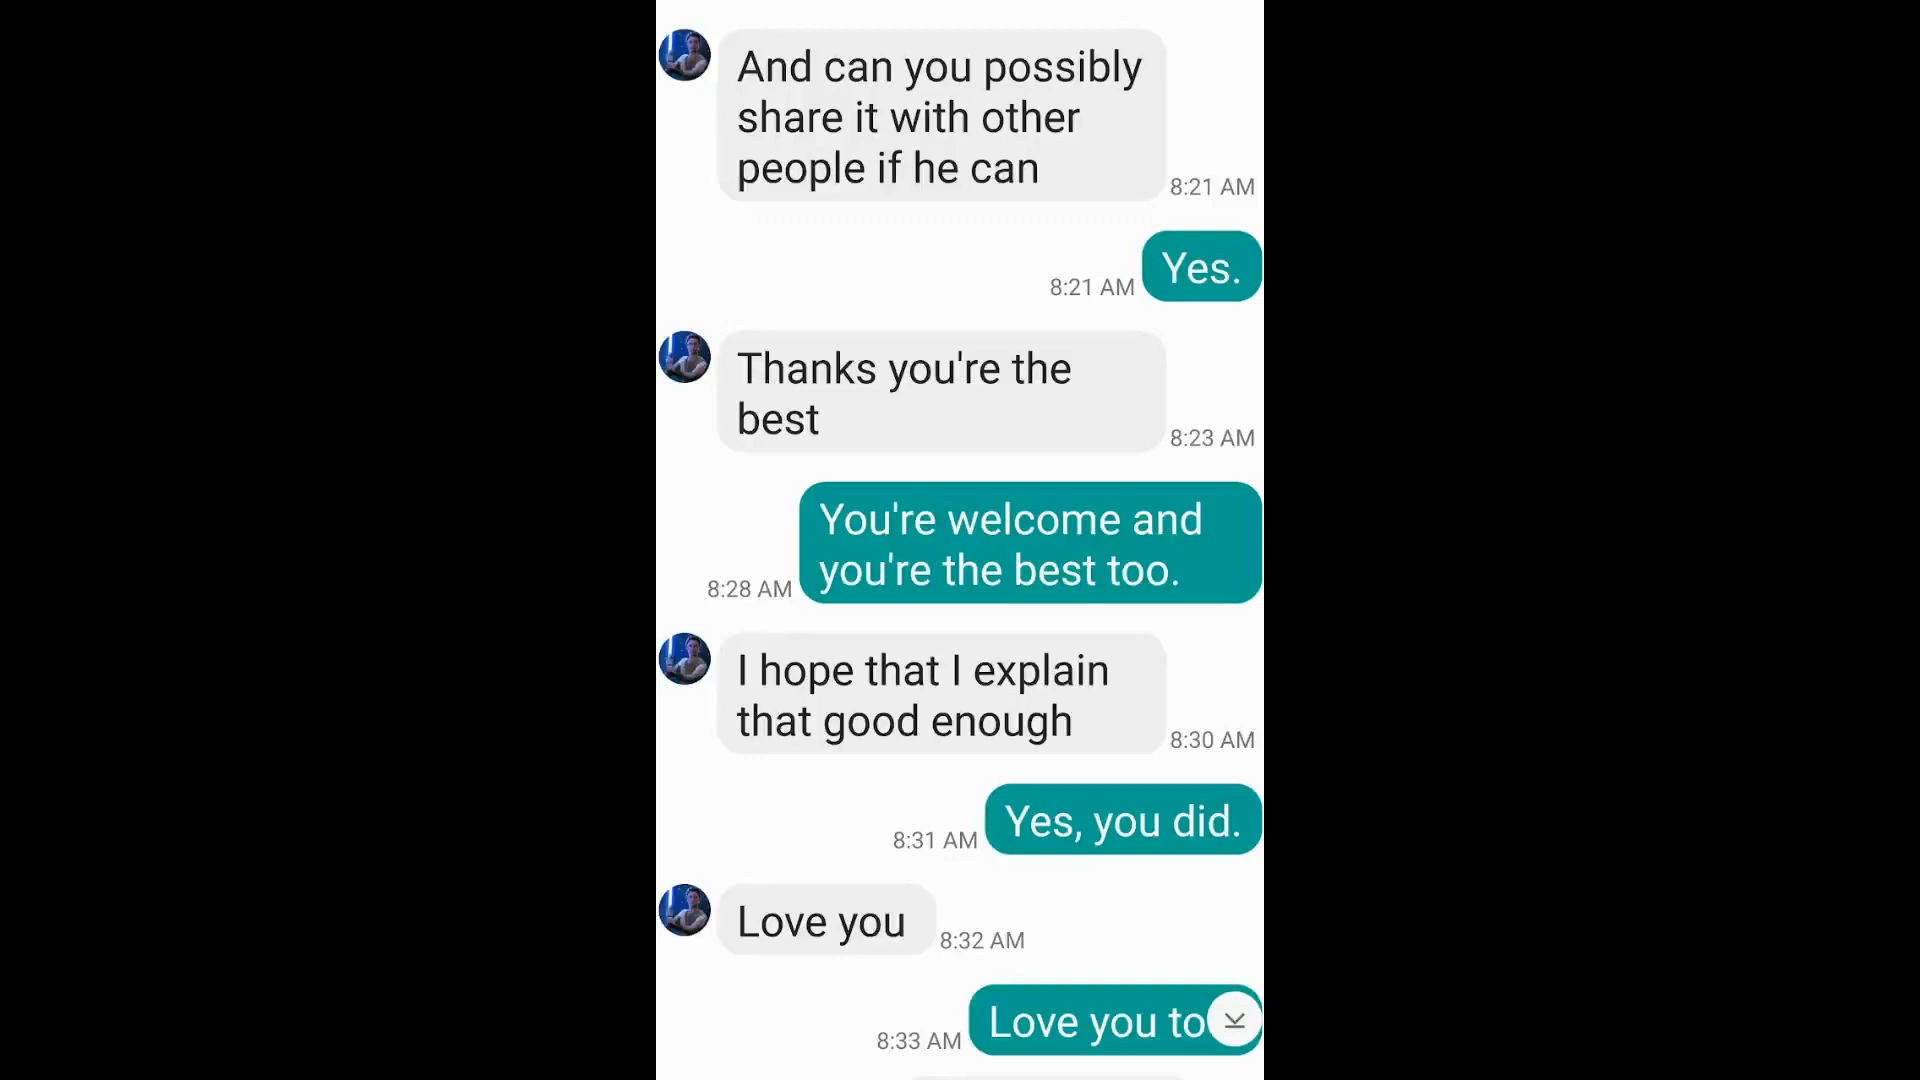 And can you possibly
share it with other
people if he can
8:21 AM
Yes.
8:21 AM
Thanks you're the
best
8:23 AM
You're welcome and
you're the best too.
8:28 AM
I hope that I explain
that good enough
8:30 AM
Yes, you did.
8:31 AM
Love you
8:32 AM
Love you to
8:33 AM